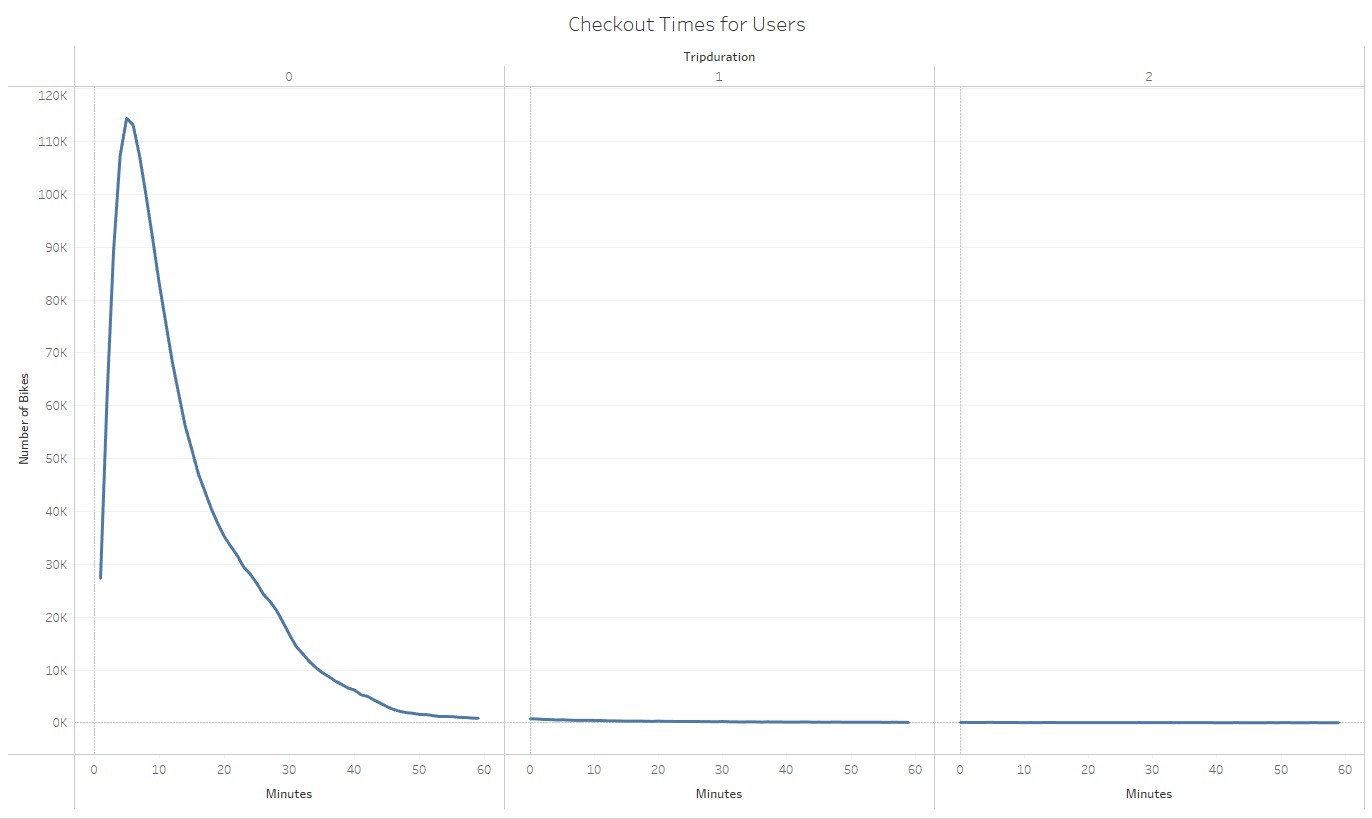 Checkout Times for Users
Tripduration
0 1 2
120K
110K
100K
90K
80K
70K
60K
50K
40K
30K
20K
10K
0K
Number of Bikes
0 10 20 30 40 50 60 0 10 20 30 40 50 60 0 10 20 30 40 50 60
Minutes Minutes Minutes